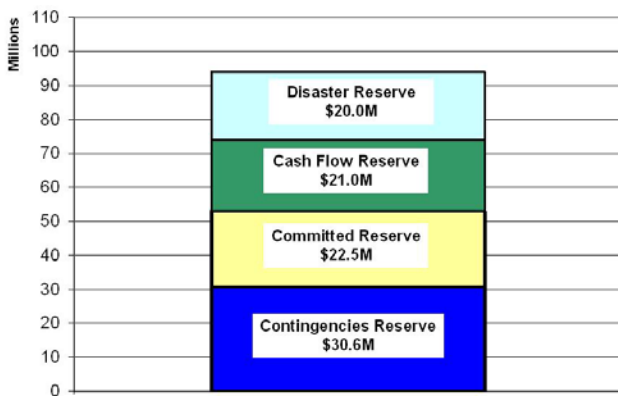 Millions
110
100
90
80
70
60
50
40
30
20
10
0
Disaster Reserve
$20.0M
Cash Flow Reserve
$21.0M
Committed Reserve
$22.5M
Contingencies Reserve
$30.6M